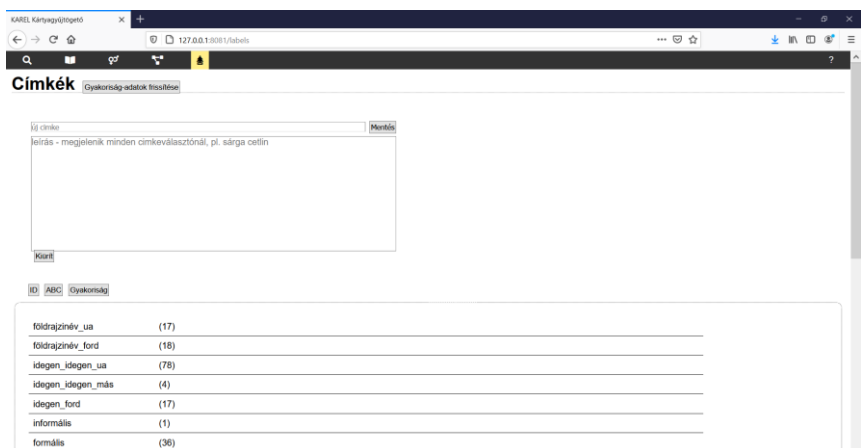 KAREL Kártyagyűjtögető
127.0.0.1:8081/labels
?
Címkék Gyakoriság-adatok frissítése
új címke Mentés
leírás - megjelenik minden címkeválasztónál, pl. sárga cetlin
Kiürít
ID ABC Gyakoriság
földrajzinév_ua (17)
földrajzinév_ford (18)
idegen_idegen_ua (78)
idegen_idegen_más (4)
idegen_ford (17)
informális (1)
formális (36)